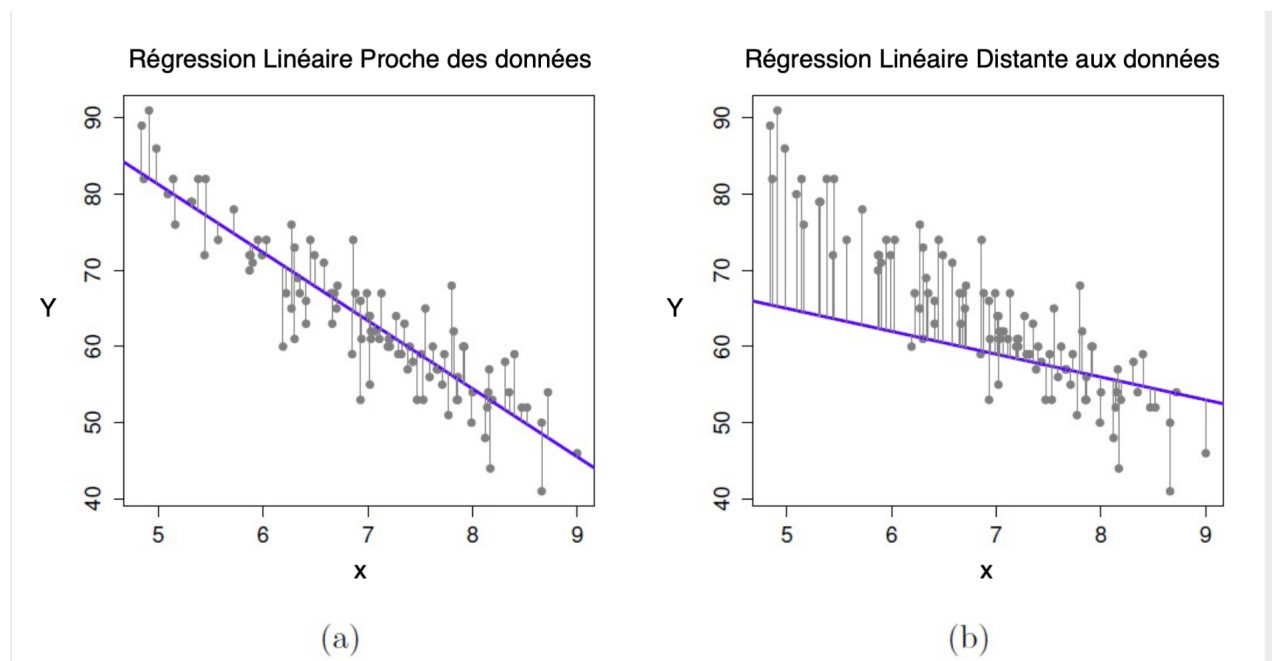 Régression Linéaire Proche des données
90
80
70
60
50
40
Y
5 6 7 8 9
x
(a)
Régression Linéaire Distante aux données
90
80
70
60
50
40
Y
5 6 7 8 9
x
(b)